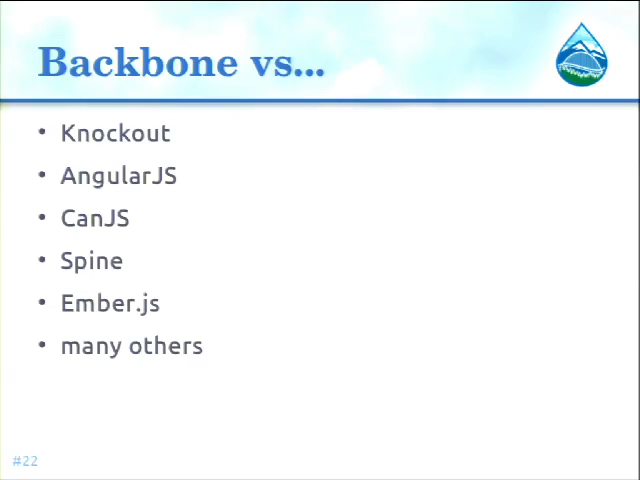 Backbone vs...
• Knockout
• AngularJS
• CanJS
• Spine
• Ember.js
• many others
#22